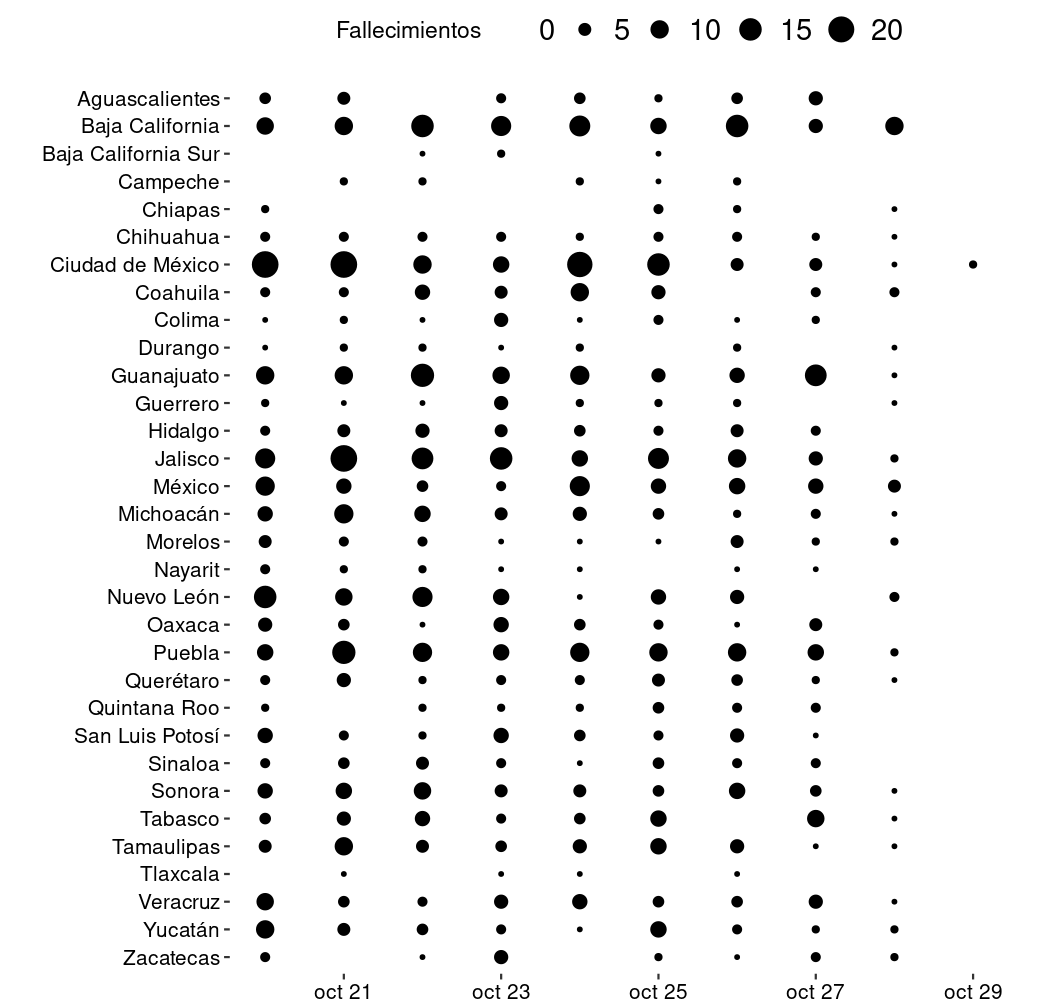 Fallecimientos 0 5 10 15 20
Aguascalientes
Baja California
Baja California Sur
Campeche
Chiapas
Chihuahua
Ciudad de México
Coahuila
Colima
Durango
Guanajuato
Guerrero
Hidalgo
Jalisco
México
Michoacán
Morelos
Nayarit
Nuevo León
Oaxaca
Puebla
Querétaro
Quintana Roo
San Luis Potosí
Sinaloa
Sonora
Tabasco
Tamaulipas
Tlaxcala
Veracruz
Yucatán
Zacatecas
oct 21 oct 23 oct 25 oct 27 oct 29